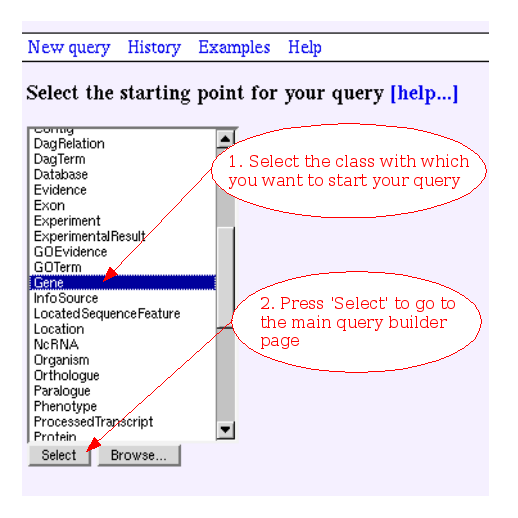 New query History Examples Help
Select the starting point for your query [help...]
Contig
DagRelation
DagTerm
Database
Evidence
Exon
Experiment
ExperimentalResult
GOEvidence
GOTerm
Gene
InfoSource
LocatedSequenceFeature
Location
NcRNA
Organism
Orthologue
Paralogue
Phenotype
ProcessedTranscript
Protein
Select Browse...
1. Select the class with which
you want to start your query
2. Press 'Select' to go to
the main query builder
page